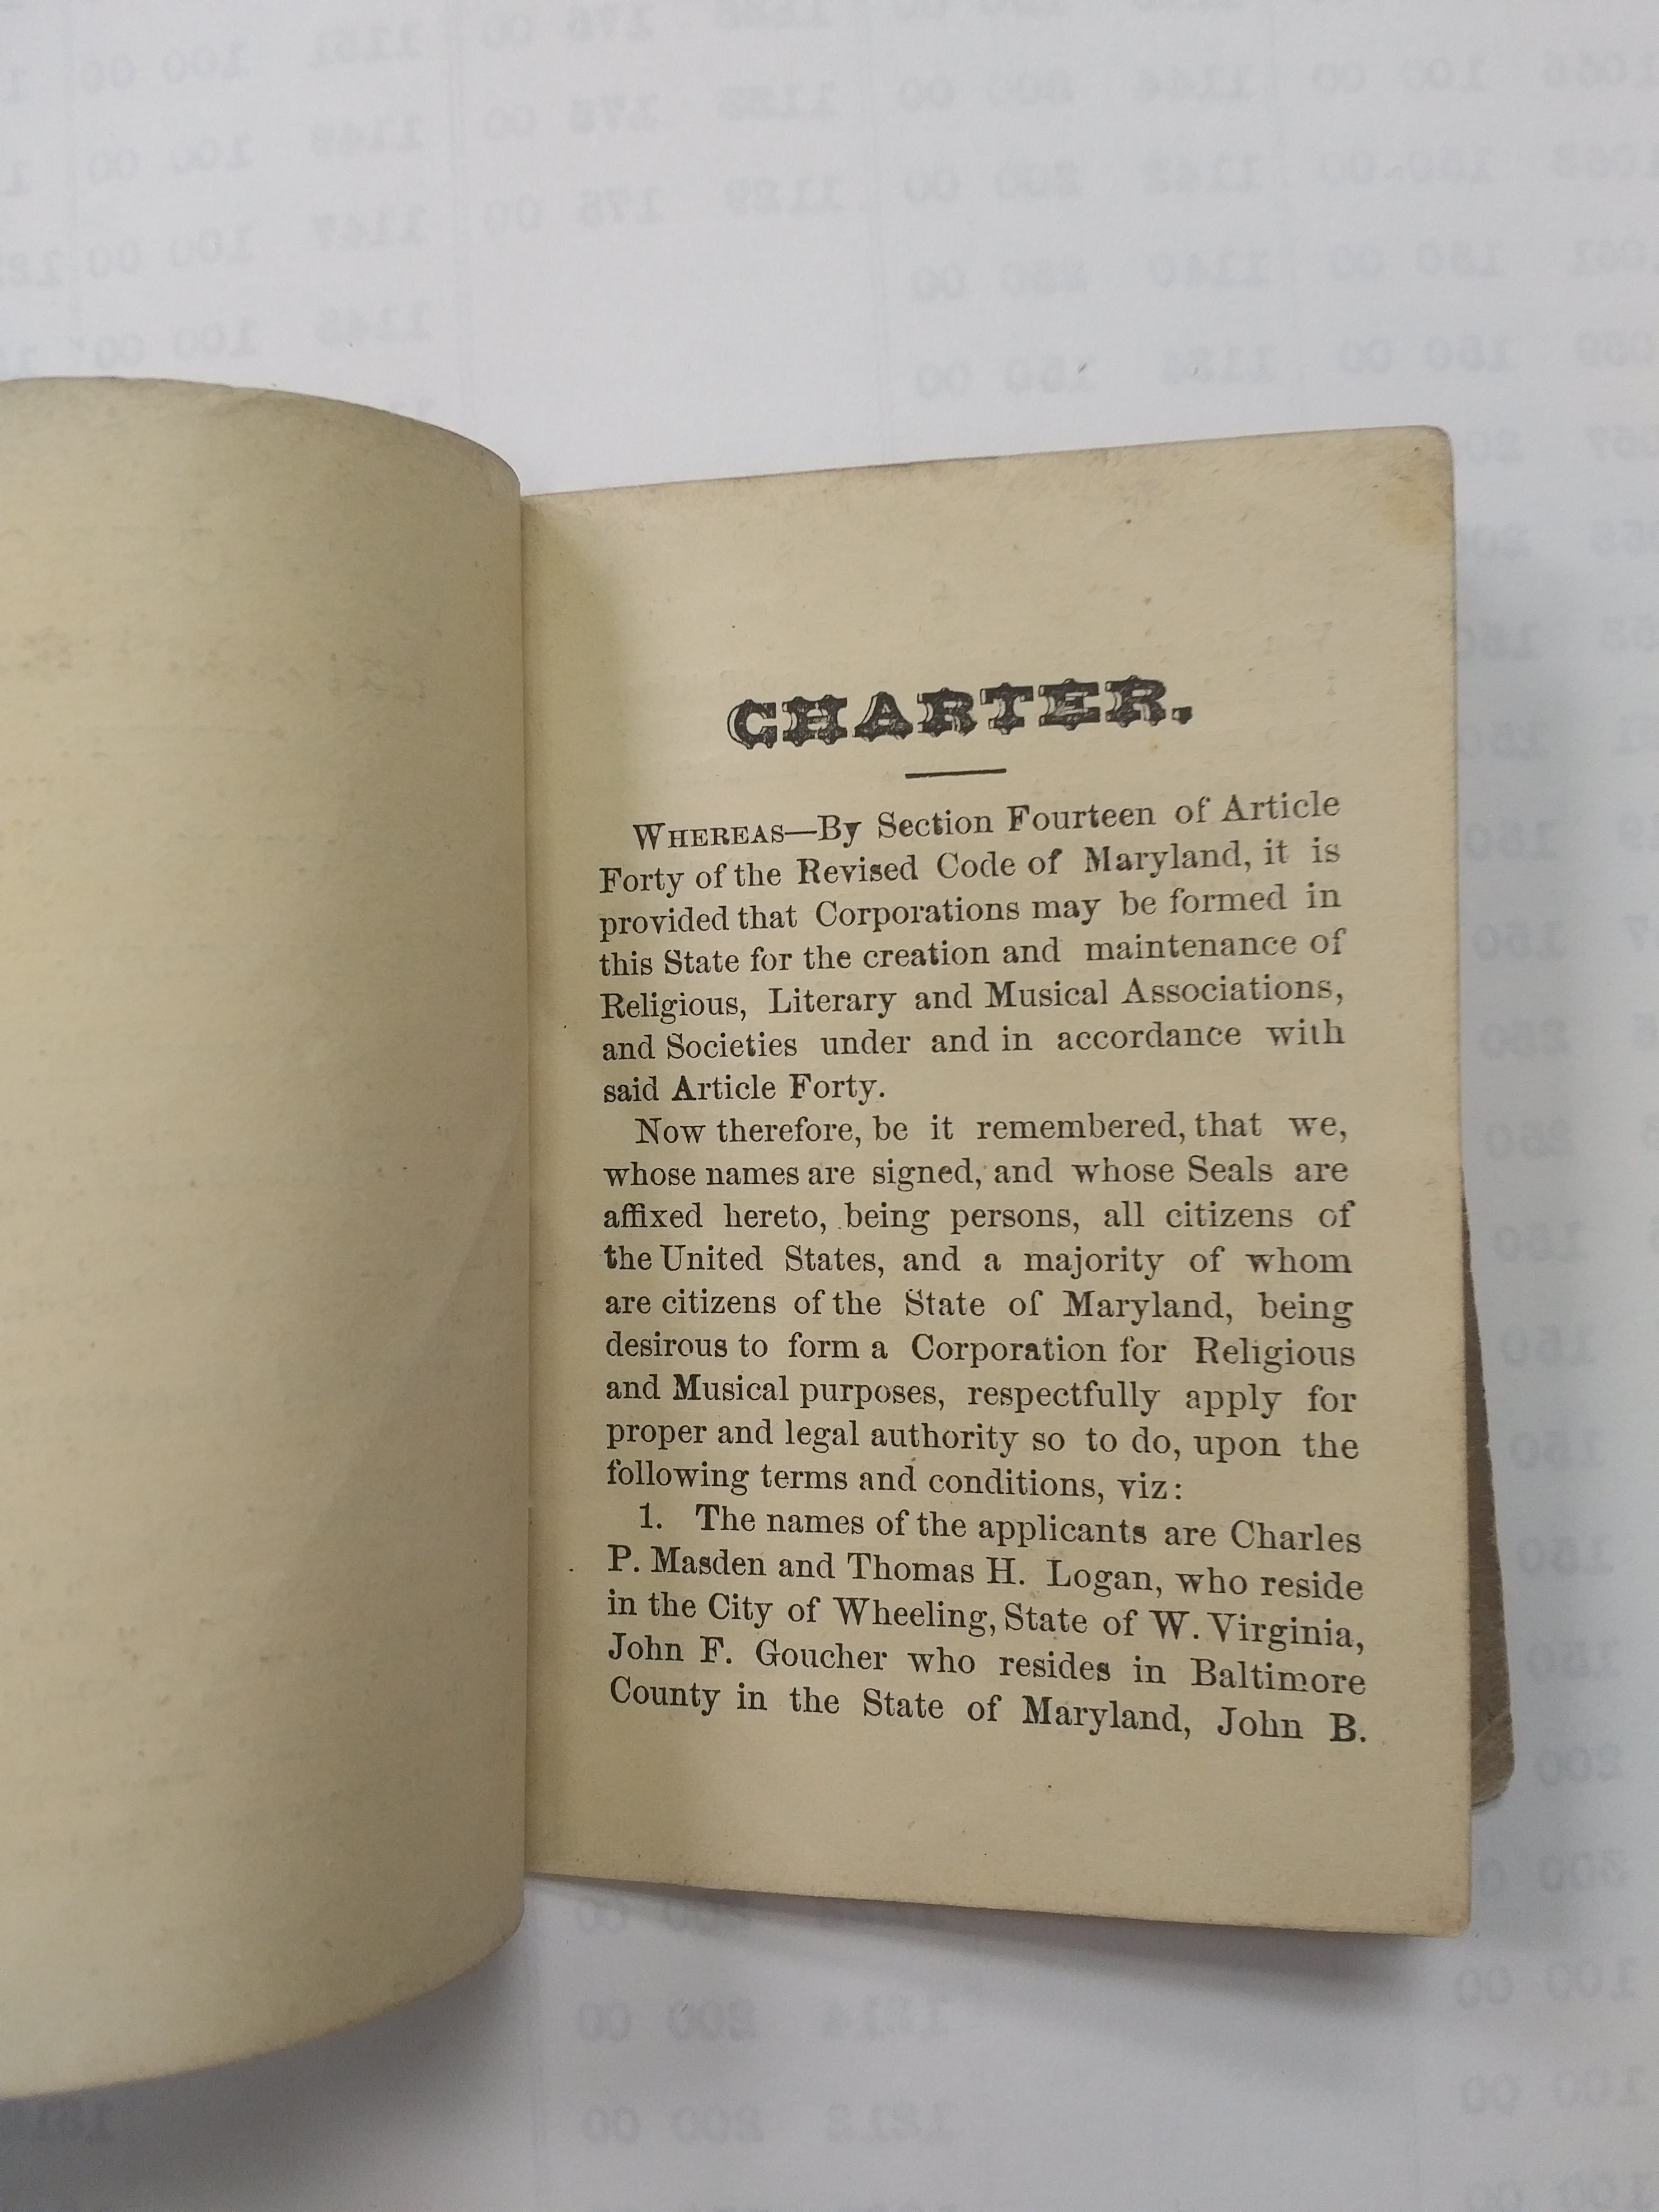 CHARTER.
WHEREAS—By Section Fourteen of Article
Forty of the Revised Code of Maryland, it is
provided that Corporations may be formed in
this State for the creation and maintenance of
Religious, Literary and Musical Associations,
and Societies under and in accordance with
said Article Forty.
Now therefore, be it remembered, that we,
whose names are signed, and whose Seals are
affixed hereto, being persons, all citizens of
the United States, and a majority of whom
are citizens of the State of Maryland, being
desirous to form a Corporation for Religious
and Musical purposes, respectfully apply for
proper and legal authority so to do, upon the
following terms and conditions, viz:
1. The names of the applicants are Charles
P. Masden and Thomas H. Logan, who reside
in the City of Wheeling, State of W. Virginia,
John F. Goucher who resides in Baltimore
County in the State of Maryland, John B.